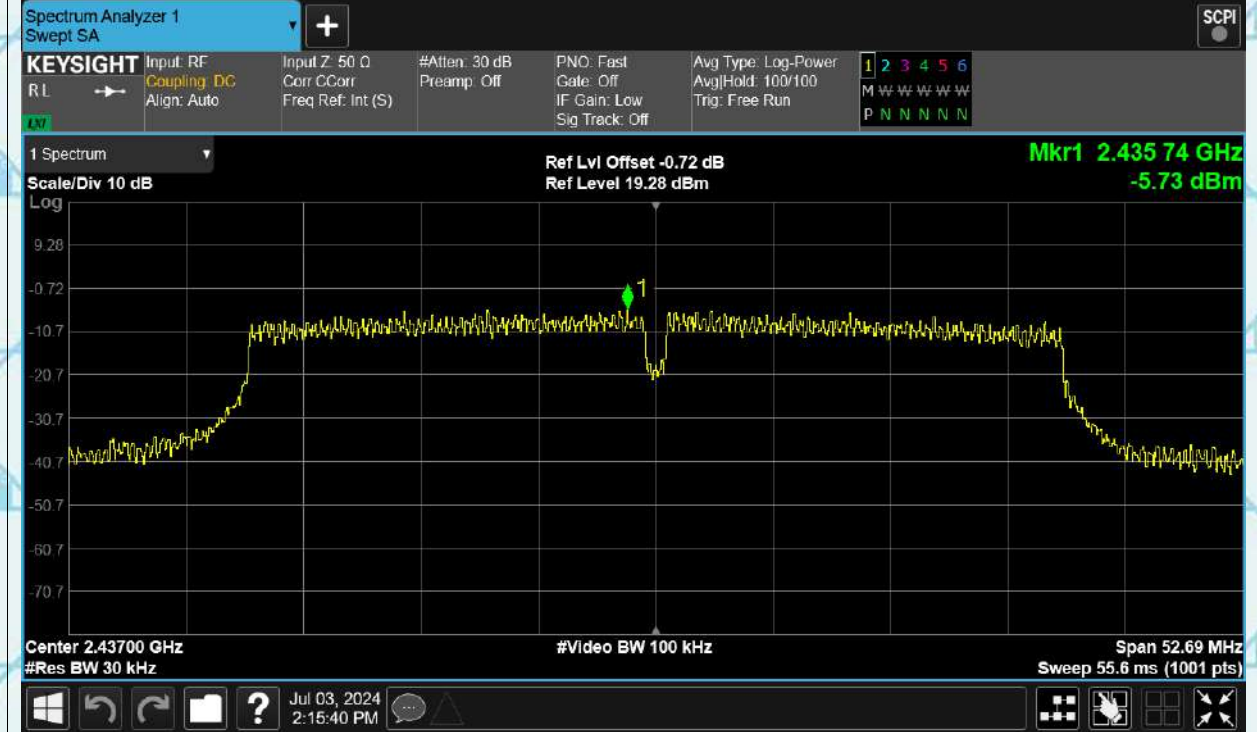 Spectrum Analyzer 1
Swept SA
+
SCPI
KEYSIGHT
R L
LXI
Input: RF
Coupling: DC
Align: Auto
Input Z: 50 Ω
Corr CCorr
Freq Ref: Int (S)
#Atten: 30 dB
Preamp: Off
PNO: Fast
Gate: Off
IF Gain: Low
Sig Track: Off
Avg Type: Log-Power
Avg|Hold: 100/100
Trig: Free Run
1 2 3 4 5 6
M W W W W W
P N N N N N
1 Spectrum
Scale/Div 10 dB
Ref Lvl Offset -0.72 dB
Ref Level 19.28 dBm
Mkr1 2.435 74 GHz
-5.73 dBm
Log
9.28
-0.72
-10.7
-20.7
-30.7
-40.7
-50.7
-60.7
-70.7
1
Center 2.43700 GHz
#Res BW 30 kHz
#Video BW 100 kHz
Span 52.69 MHz
Sweep 55.6 ms (1001 pts)
?
Jul 03, 2024
2:15:40 PM